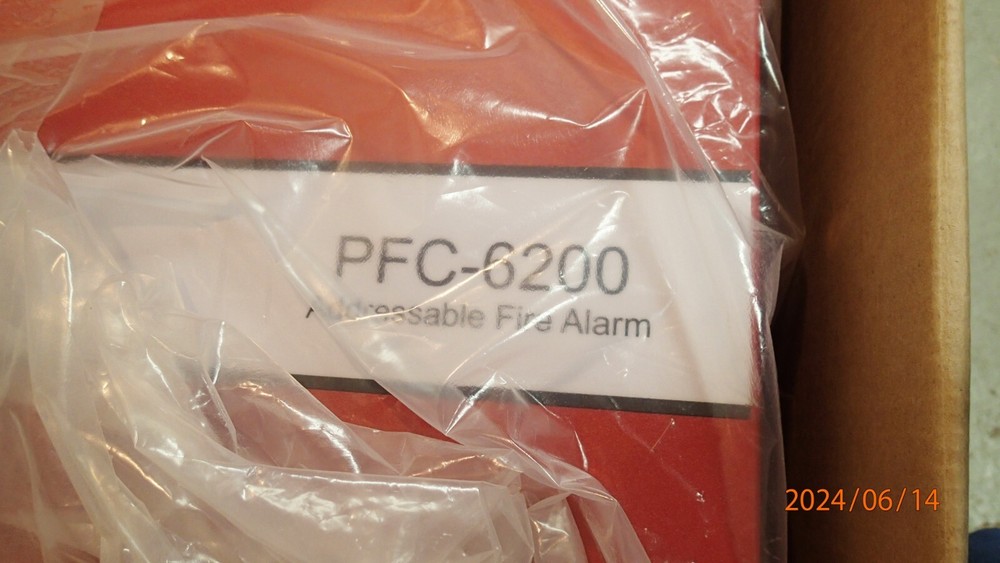 PFC-6200
Addressable Fire Alarm
2024/06/14